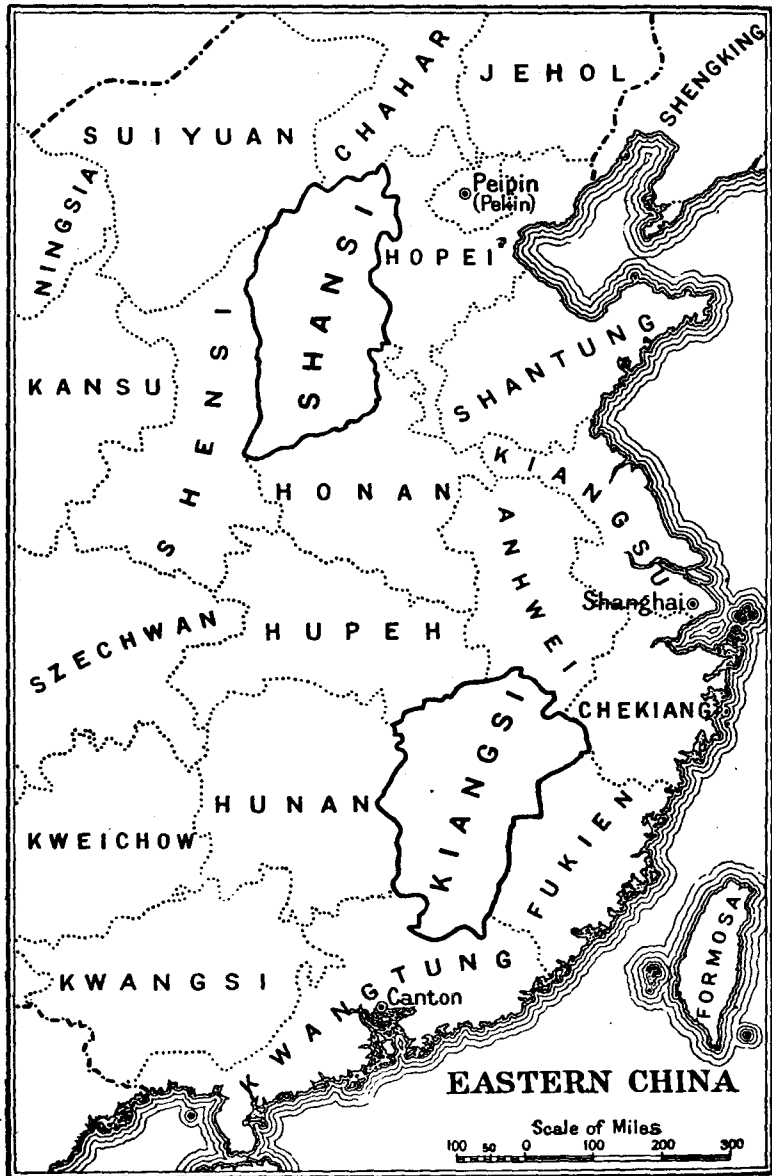 JEHOL
SHENGKING
CHAHAR
SUIYUAN
Peipin
(Pekin)
NINGSIA
SHANSI
HOPEI
SHANTUNG
KANSU
SHENSI
KIANGSU
HONAN
ANHWEI
Shanghai
SZECHWAN
HUPEH
CHEKIANG
KIANGSI
HUNAN
KWEICHOW
FUKIEN
FORMOSA
KWANGSI
KWANGTUNG
Canton
EASTERN CHINA
Scale of Miles
100 50 0 100 200 300